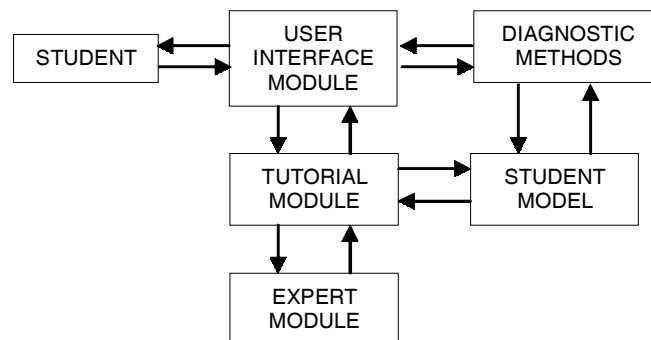 STUDENT
USER
INTERFACE
MODULE
DIAGNOSTIC
METHODS
TUTORIAL
MODULE
STUDENT
MODEL
EXPERT
MODULE